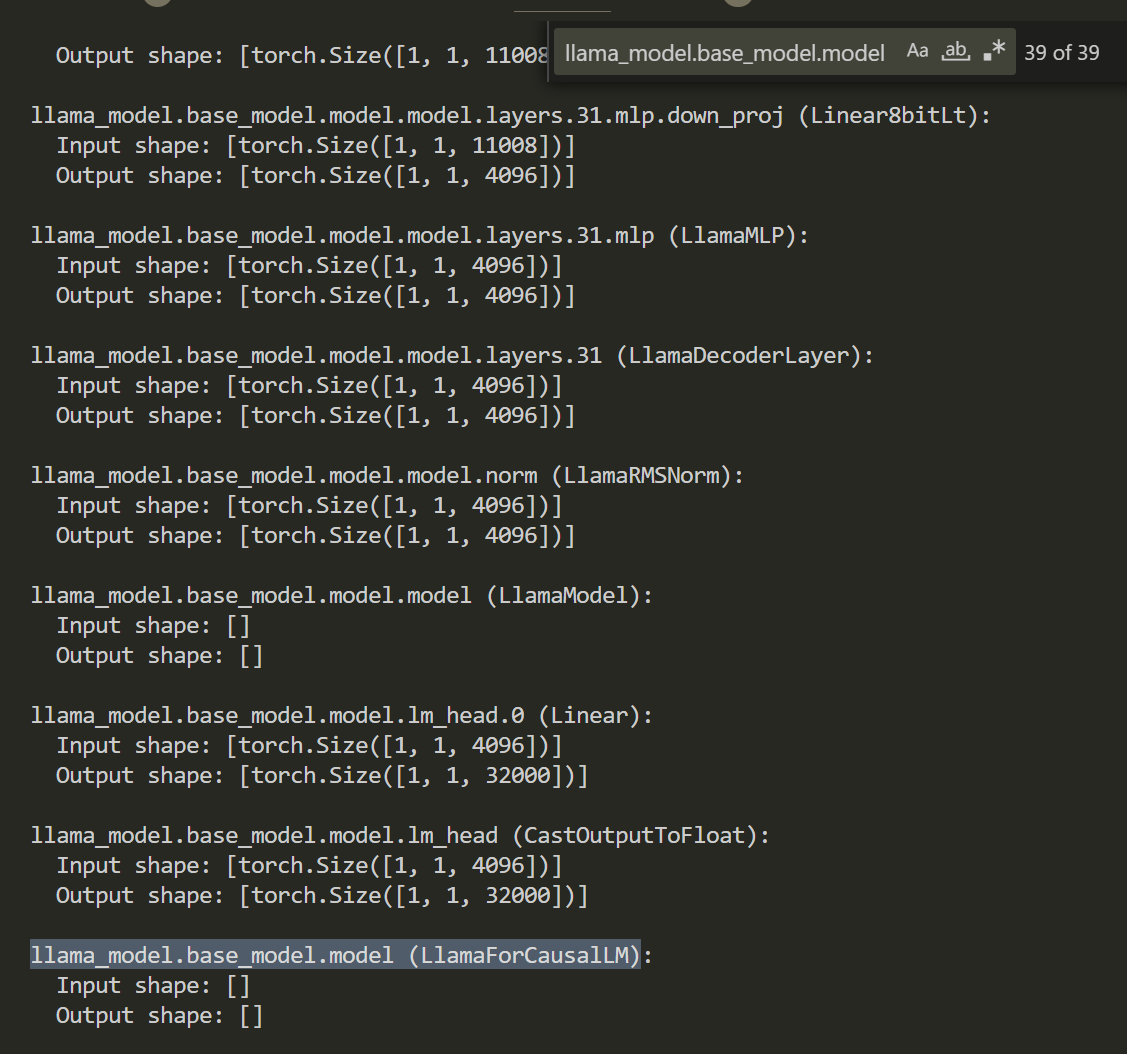 Output shape: [torch.Size([1, 1, 11008
llama_model.base_model.model Aa ab .* 39 of 39
llama_model.base_model.model.model.layers.31.mlp.down_proj (Linear8bitLt):
Input shape: [torch.Size([1, 1, 11008])]
Output shape: [torch.Size([1, 1, 4096])]
llama_model.base_model.model.model.layers.31.mlp (LlamaMLP):
Input shape: [torch.Size([1, 1, 4096])]
Output shape: [torch.Size([1, 1, 4096])]
llama_model.base_model.model.model.layers.31 (LlamaDecoderLayer):
Input shape: [torch.Size([1, 1, 4096])]
Output shape: [torch.Size([1, 1, 4096])]
llama_model.base_model.model.model.norm (LlamaRMSNorm):
Input shape: [torch.Size([1, 1, 4096])]
Output shape: [torch.Size([1, 1, 4096])]
llama_model.base_model.model.model (LlamaModel):
Input shape: []
Output shape: []
llama_model.base_model.model.lm_head.0 (Linear):
Input shape: [torch.Size([1, 1, 4096])]
Output shape: [torch.Size([1, 1, 32000])]
llama_model.base_model.model.lm_head (CastOutputToFloat):
Input shape: [torch.Size([1, 1, 4096])]
Output shape: [torch.Size([1, 1, 32000])]
llama_model.base_model.model (LlamaForCausalLM):
Input shape: []
Output shape: []